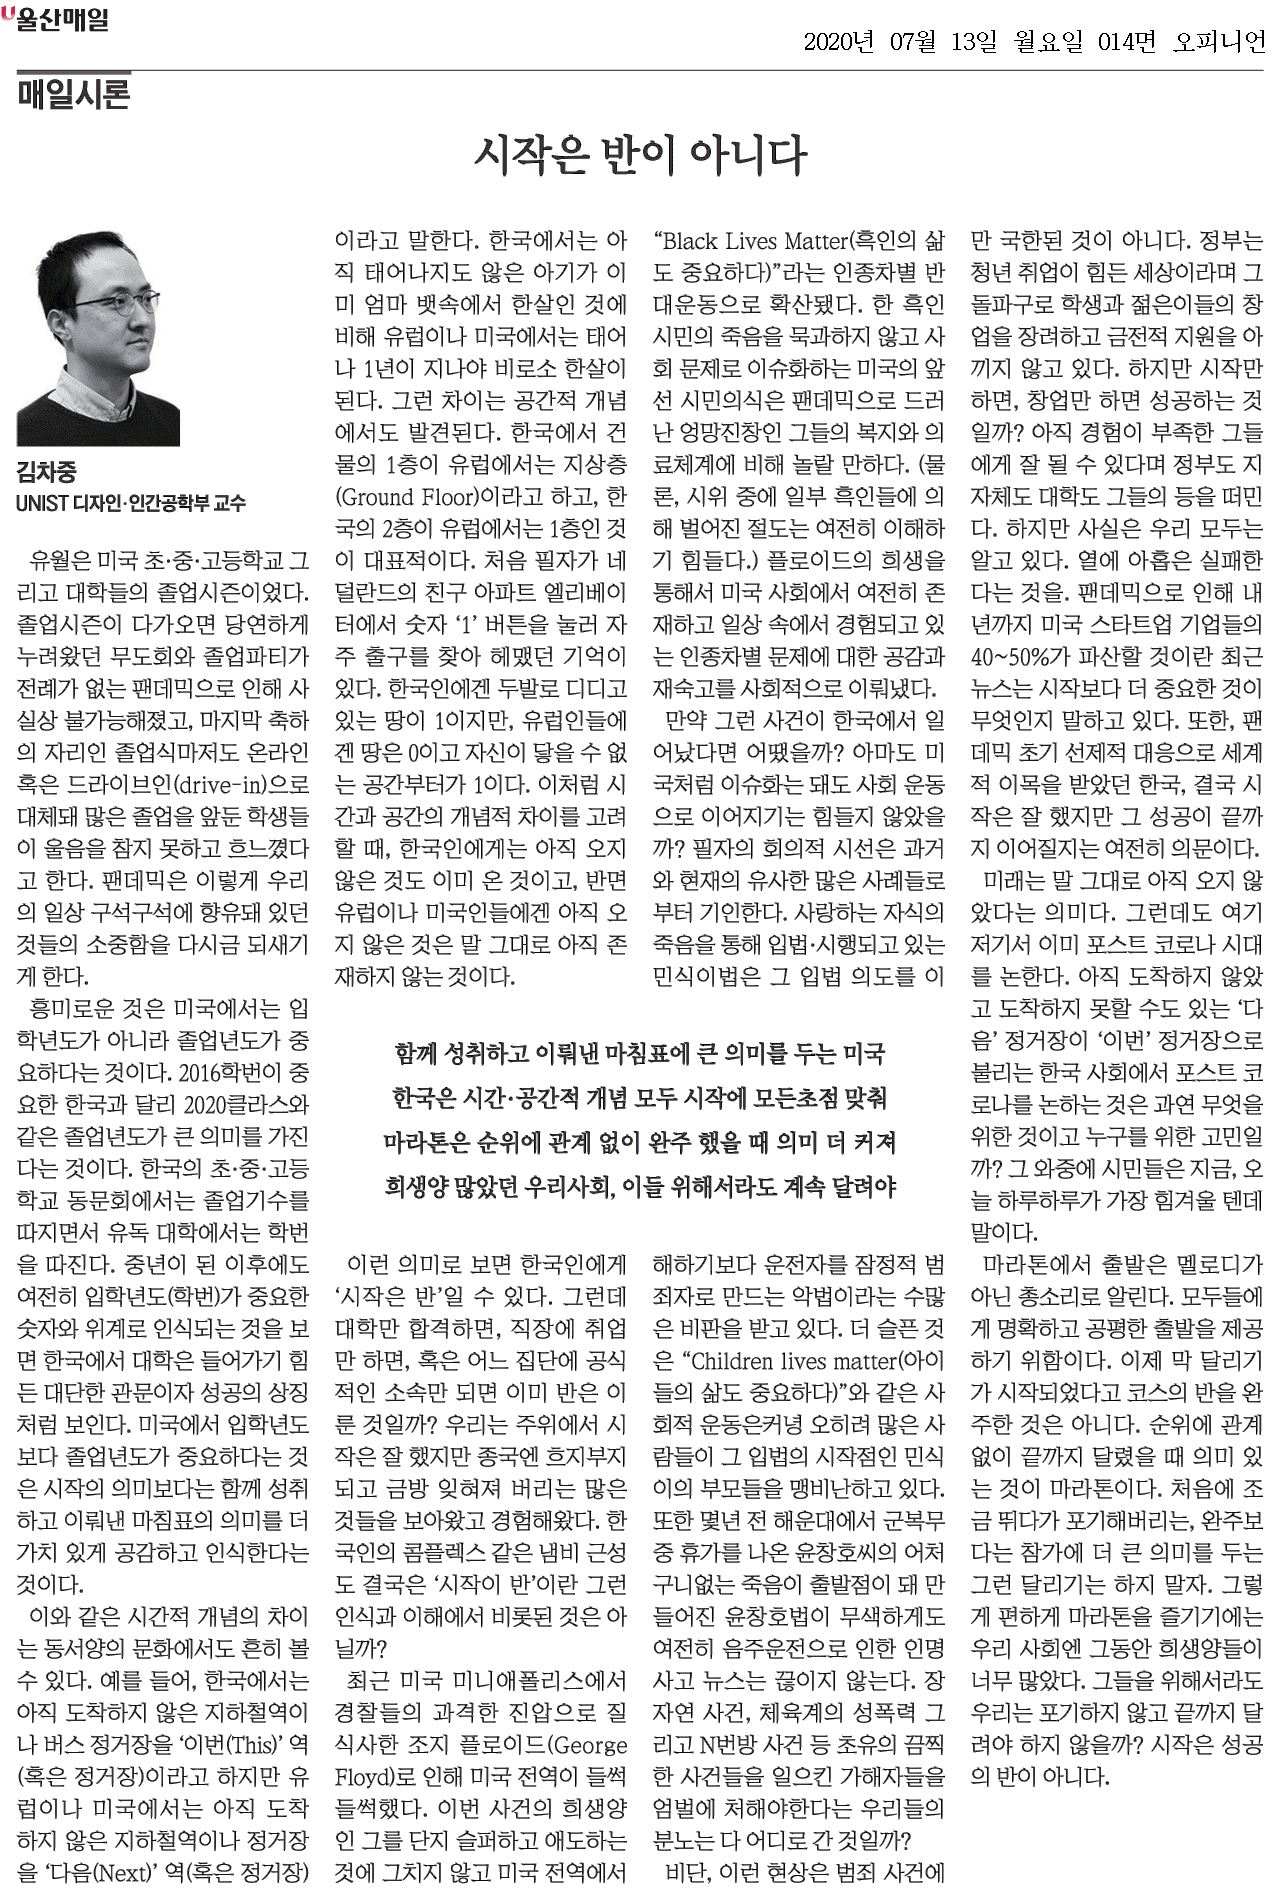 울산매일
2020년 07월 13일 월요일 014면 오피니언
매일시론
시작은 반이 아니다
김차중
UNIST 디자인·인간공학부 교수
유월은 미국 초·중·고등학교 그
리고 대학들의 졸업시즌이었다.
졸업시즌이 다가오면 당연하게
누려왔던 무도회와 졸업파티가
전례가 없는 팬데믹으로 인해 사
실상 불가능해졌고, 마지막 축하
의 자리인 졸업식마저도 온라인
혹은 드라이브인(drive-in)으로
대체돼 많은 졸업을 앞둔 학생들
이 울음을 참지 못하고 흐느꼈다
고 한다. 팬데믹은 이렇게 우리
의 일상 구석구석에 향유돼 있던
것들의 소중함을 다시금 되새기
게 한다.
흥미로운 것은 미국에서는 입
학년도가 아니라 졸업년도가 중
요하다는 것이다. 2016학번이 중
요한 한국과 달리 2020클라스와
같은 졸업년도가 큰 의미를 가진
다는 것이다. 한국의 초·중·고등
학교 동문회에서는 졸업기수를
따지면서 유독 대학에서는 학번
을 따진다. 중년이 된 이후에도
여전히 입학년도(학번)가 중요한
숫자와 위계로 인식되는 것을 보
면 한국에서 대학은 들어가기 힘
든 대단한 관문이자 성공의 상징
처럼 보인다. 미국에서 입학년도
보다 졸업년도가 중요하다는 것
은 시작의 의미보다는 함께 성취
하고 이뤄낸 마침표의 의미를 더
가치 있게 공감하고 인식한다는
것이다.
이와 같은 시간적 개념의 차이
는 동서양의 문화에서도 흔히 볼
수 있다. 예를 들어, 한국에서는
아직 도착하지 않은 지하철역이
나 버스 정거장을 ‘이번(This)’ 역
(혹은 정거장)이라고 하지만 유
럽이나 미국에서는 아직 도착
하지 않은 지하철역이나 정거장
을 ‘다음(Next)’ 역(혹은 정거장)
이라고 말한다. 한국에서는 아
직 태어나지도 않은 아기가 이
미 엄마 뱃속에서 한살인 것에
비해 유럽이나 미국에서는 태어
나 1년이 지나야 비로소 한살이
된다. 그런 차이는 공간적 개념
에서도 발견된다. 한국에서 건
물의 1층이 유럽에서는 지상층
(Ground Floor)이라고 하고, 한
국의 2층이 유럽에서는 1층인 것
이 대표적이다. 처음 필자가 네
덜란드의 친구 아파트 엘리베이
터에서 숫자 ‘1’ 버튼을 눌러 자
주 출구를 찾아 헤맸던 기억이
있다. 한국인에겐 두발로 디디고
있는 땅이 1이지만, 유럽인들에
겐 땅은 0이고 자신이 닿을 수 없
는 공간부터가 1이다. 이처럼 시
간과 공간의 개념적 차이를 고려
할 때, 한국인에게는 아직 오지
않은 것도 이미 온 것이고, 반면
유럽이나 미국인들에겐 아직 오
지 않은 것은 말 그대로 아직 존
재하지 않는 것이다.
함께 성취하고 이뤄낸 마침표에 큰 의미를 두는 미국
한국은 시간·공간적 개념 모두 시작에 모든초점 맞춰
마라톤은 순위에 관계 없이 완주 했을 때 의미 더 커져
희생양 많았던 우리사회, 이들 위해서라도 계속 달려야
이런 의미로 보면 한국인에게
‘시작은 반’일 수 있다. 그런데
대학만 합격하면, 직장에 취업
만 하면, 혹은 어느 집단에 공식
적인 소속만 되면 이미 반은 이
룬 것일까? 우리는 주위에서 시
작은 잘 했지만 종국엔 흐지부지
되고 금방 잊혀져 버리는 많은
것들을 보아왔고 경험해왔다. 한
국인의 콤플렉스 같은 냄비 근성
도 결국은 ‘시작이 반’이란 그런
인식과 이해에서 비롯된 것은 아
닐까?
최근 미국 미니애폴리스에서
경찰들의 과격한 진압으로 질
식사한 조지 플로이드(George
Floyd)로 인해 미국 전역이 들썩
들썩했다. 이번 사건의 희생양
인 그를 단지 슬퍼하고 애도하는
것에 그치지 않고 미국 전역에서
“Black Lives Matter(흑인의 삶
도 중요하다)”라는 인종차별 반
대운동으로 확산됐다. 한 흑인
시민의 죽음을 묵과하지 않고 사
회 문제로 이슈화하는 미국의 앞
선 시민의식은 팬데믹으로 드러
난 엉망진창인 그들의 복지와 의
료체계에 비해 놀랄 만하다. (물
론, 시위 중에 일부 흑인들에 의
해 벌어진 절도는 여전히 이해하
기 힘들다.) 플로이드의 희생을
통해서 미국 사회에서 여전히 존
재하고 일상 속에서 경험되고 있
는 인종차별 문제에 대한 공감과
재숙고를 사회적으로 이뤄냈다.
만약 그런 사건이 한국에서 일
어났다면 어땠을까? 아마도 미
국처럼 이슈화는 돼도 사회 운동
으로 이어지기는 힘들지 않았을
까? 필자의 회의적 시선은 과거
와 현재의 유사한 많은 사례들로
부터 기인한다. 사랑하는 자식의
죽음을 통해 입법·시행되고 있는
민식이법은 그 입법 의도를 이
해하기보다 운전자를 잠정적 범
죄자로 만드는 악법이라는 수많
은 비판을 받고 있다. 더 슬픈 것
은 “Children lives matter(아이
들의 삶도 중요하다)”와 같은 사
회적 운동은커녕 오히려 많은 사
람들이 그 입법의 시작점인 민식
이의 부모들을 맹비난하고 있다.
또한 몇년 전 해운대에서 군복무
중 휴가를 나온 윤창호씨의 어처
구니없는 죽음이 출발점이 돼 만
들어진 윤창호법이 무색하게도
여전히 음주운전으로 인한 인명
사고 뉴스는 끊이지 않는다. 장
자연 사건, 체육계의 성폭력 그
리고 N번방 사건 등 초유의 끔찍
한 사건들을 일으킨 가해자들을
엄벌에 처해야한다는 우리들의
분노는 다 어디로 간 것일까?
비단, 이런 현상은 범죄 사건에
만 국한된 것이 아니다. 정부는
청년 취업이 힘든 세상이라며 그
돌파구로 학생과 젊은이들의 창
업을 장려하고 금전적 지원을 아
끼지 않고 있다. 하지만 시작만
하면, 창업만 하면 성공하는 것
일까? 아직 경험이 부족한 그들
에게 잘 될 수 있다며 정부도 지
자체도 대학도 그들의 등을 떠민
다. 하지만 사실은 우리 모두는
알고 있다. 열에 아홉은 실패한
다는 것을. 팬데믹으로 인해 내
년까지 미국 스타트업 기업들의
40~50%가 파산할 것이란 최근
뉴스는 시작보다 더 중요한 것이
무엇인지 말하고 있다. 또한, 팬
데믹 초기 선제적 대응으로 세계
적 이목을 받았던 한국, 결국 시
작은 잘 했지만 그 성공이 끝까
지 이어질지는 여전히 의문이다.
미래는 말 그대로 아직 오지 않
았다는 의미다. 그런데도 여기
저기서 이미 포스트 코로나 시대
를 논한다. 아직 도착하지 않았
고 도착하지 못할 수도 있는 ‘다
음’ 정거장이 ‘이번’ 정거장으로
불리는 한국 사회에서 포스트 코
로나를 논하는 것은 과연 무엇을
위한 것이고 누구를 위한 고민일
까? 그 와중에 시민들은 지금, 오
늘 하루하루가 가장 힘겨울 텐데
말이다.
마라톤에서 출발은 멜로디가
아닌 총소리로 알린다. 모두들에
게 명확하고 공평한 출발을 제공
하기 위함이다. 이제 막 달리기
가 시작되었다고 코스의 반을 완
주한 것은 아니다. 순위에 관계
없이 끝까지 달렸을 때 의미 있
는 것이 마라톤이다. 처음에 조
금 뛰다가 포기해버리는, 완주보
다는 참가에 더 큰 의미를 두는
그런 달리기는 하지 말자. 그렇
게 편하게 마라톤을 즐기기에는
우리 사회엔 그동안 희생양들이
너무 많았다. 그들을 위해서라도
우리는 포기하지 않고 끝까지 달
려야 하지 않을까? 시작은 성공
의 반이 아니다.